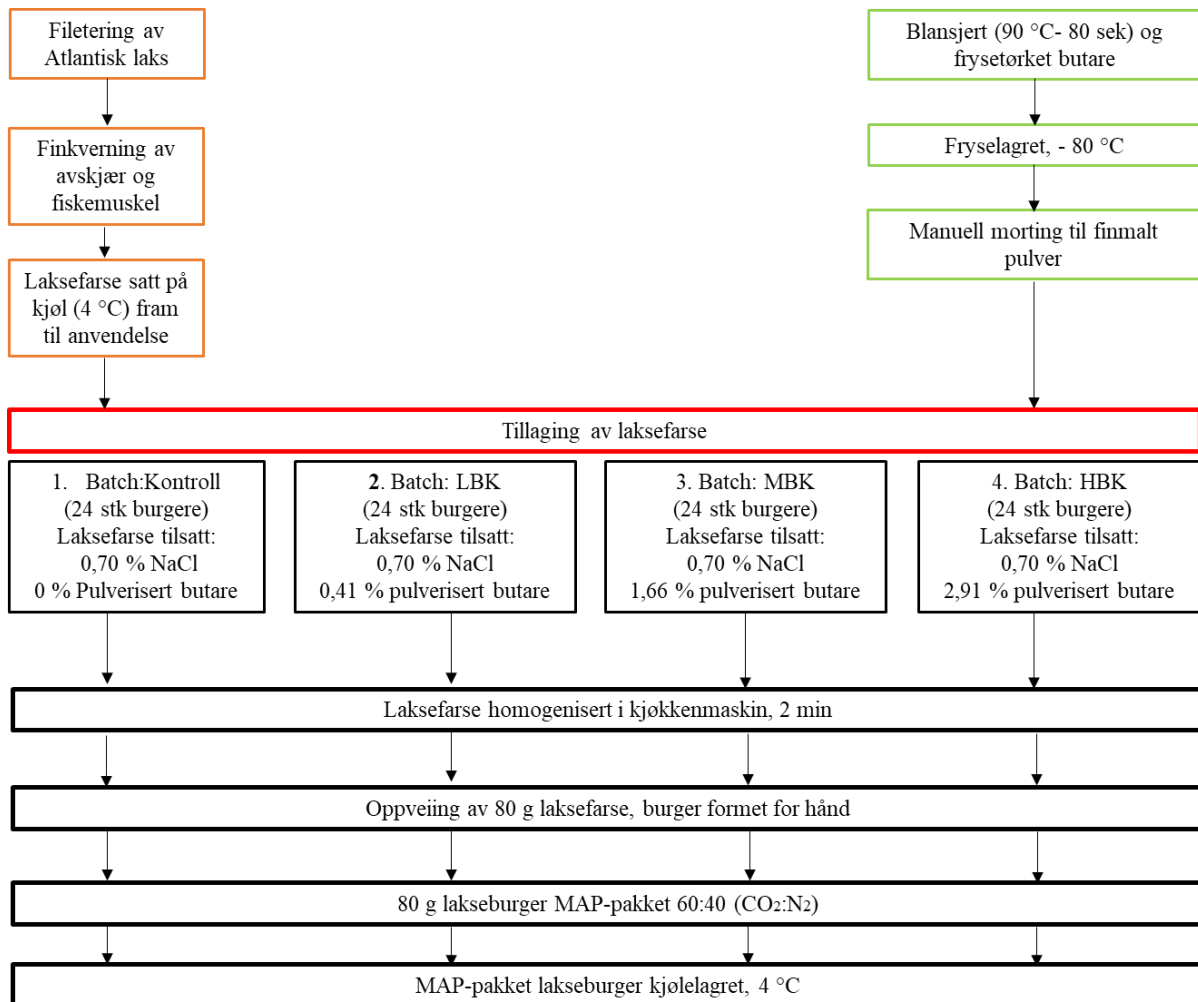 Filetering av
Atlantisk laks
Finkverning av
avskjær og
fiskemuskel
Laksefarse satt på
kjøl (4 °C) fram
til anvendelse
Blansjert (90 °C- 80 sek) og
frysetørket butare
Fryselagret, - 80 °C
Manuell morting til finmalt
pulver
Tillaging av laksefarse
1. Batch:Kontroll
(24 stk burgere)
Laksefarse tilsatt:
0,70 % NaCl
0 % Pulverisert butare
2. Batch: LBK
(24 stk burgere)
Laksefarse tilsatt:
0,70 % NaCl
0,41 % pulverisert butare
3. Batch: MBK
(24 stk burgere)
Laksefarse tilsatt:
0,70 % NaCl
1,66 % pulverisert butare
4. Batch: HBK
(24 stk burgere)
Laksefarse tilsatt:
0,70 % NaCl
2,91 % pulverisert butare
Laksefarse homogenisert i kjøkkenmaskin, 2 min
Oppveiing av 80 g laksefarse, burger formet for hånd
80 g lakseburger MAP-pakket 60:40 (CO₂:N₂)
MAP-pakket lakseburger kjølelagret, 4 °C